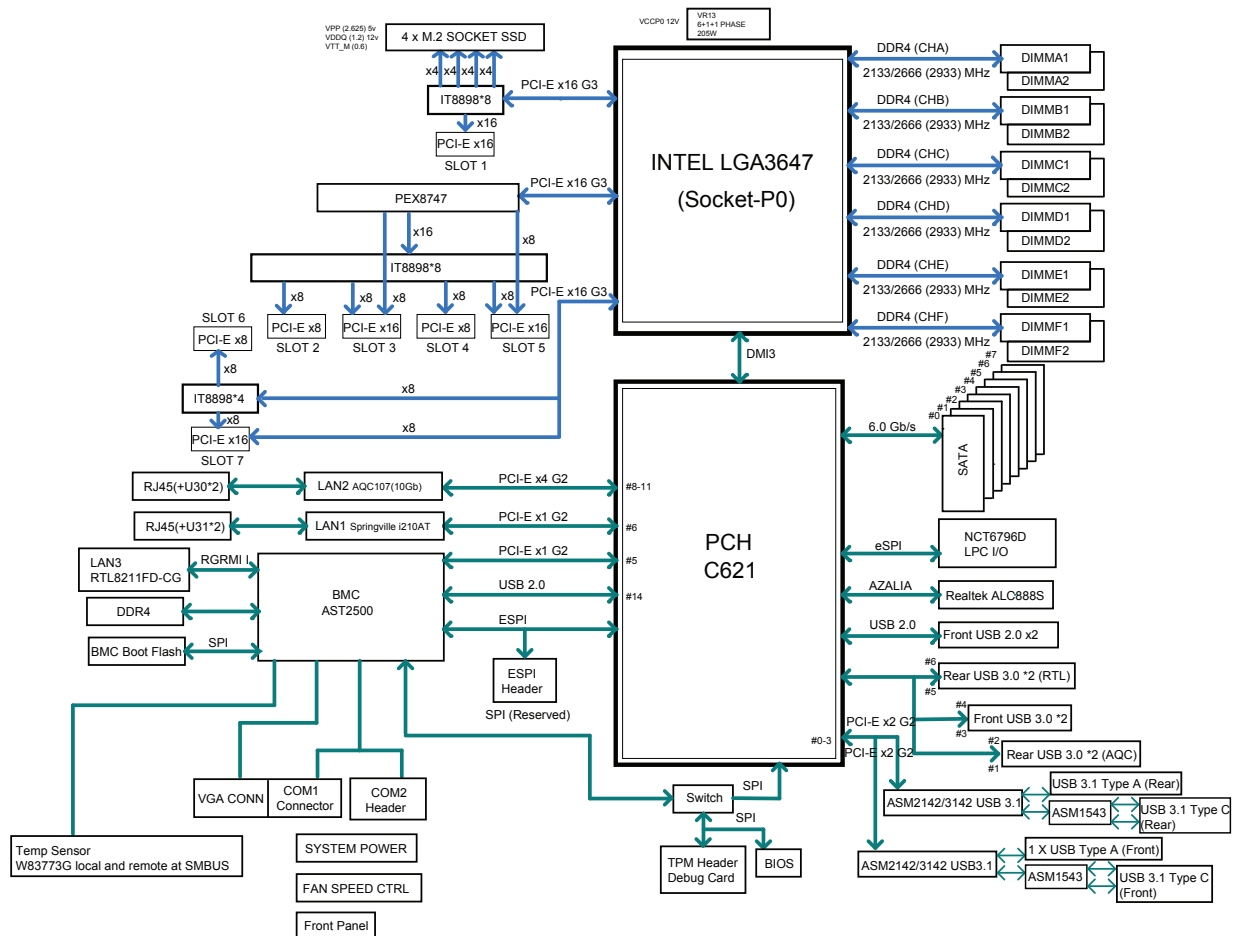 VPP (2.625) 5v
VDDQ (1.2) 12v
VTT_M (0.6)
4 x M.2 SOCKET SSD
VCCP0 12V
VR13
6+1+1 PHASE
205W
x4
x4
x4
x4
IT8898*8
PCI-E x16 G3
x16
PCI-E x16
SLOT 1
INTEL LGA3647
(Socket-P0)
DDR4 (CHA)
2133/2666 (2933) MHz
DIMMA1
DIMMA2
DDR4 (CHB)
2133/2666 (2933) MHz
DIMMB1
DIMMB2
DDR4 (CHC)
2133/2666 (2933) MHz
DIMMC1
DIMMC2
DDR4 (CHD)
2133/2666 (2933) MHz
DIMMD1
DIMMD2
DDR4 (CHE)
2133/2666 (2933) MHz
DIMME1
DIMME2
DDR4 (CHF)
2133/2666 (2933) MHz
DIMMF1
DIMMF2
PEX8747
PCI-E x16 G3
x16
x8
IT8898*8
x8
x8
x8
x8
x8
PCI-E x16 G3
PCI-E x8
SLOT 2
PCI-E x16
SLOT 3
PCI-E x8
SLOT 4
PCI-E x16
SLOT 5
SLOT 6
PCI-E x8
x8
IT8898*4
x8
x8
PCI-E x16
SLOT 7
x8
DMI3
PCH
C621
6.0 Gb/s
#0
#1
#2
#3
#4
#5
#6
#7
SATA
RJ45(+U30*2)
LAN2 AQC107(10Gb)
PCI-E x4 G2
#8-11
RJ45(+U31*2)
LAN1 Springville i210AT
PCI-E x1 G2
#6
LAN3
RTL8211FD-CG
RGRMI I
BMC
AST2500
PCI-E x1 G2
#5
DDR4
USB 2.0
#14
BMC Boot Flash
SPI
ESPI
ESPI
Header
SPI (Reserved)
eSPI
NCT6796D
LPC I/O
AZALIA
Realtek ALC888S
USB 2.0
Front USB 2.0 x2
#6
#5
Rear USB 3.0 *2 (RTL)
#4
#3
Front USB 3.0 *2
#2
#1
Rear USB 3.0 *2 (AQC)
PCI-E x2 G2
PCI-E x2 G2
#0-3
VGA CONN
COM1
Connector
COM2
Header
Switch
SPI
SPI
TPM Header
Debug Card
BIOS
ASM2142/3142 USB 3.1
USB 3.1 Type A (Rear)
ASM1543
USB 3.1 Type C
(Rear)
ASM2142/3142 USB3.1
1 X USB Type A (Front)
ASM1543
USB 3.1 Type C
(Front)
Temp Sensor
W83773G local and remote at SMBUS
SYSTEM POWER
FAN SPEED CTRL
Front Panel